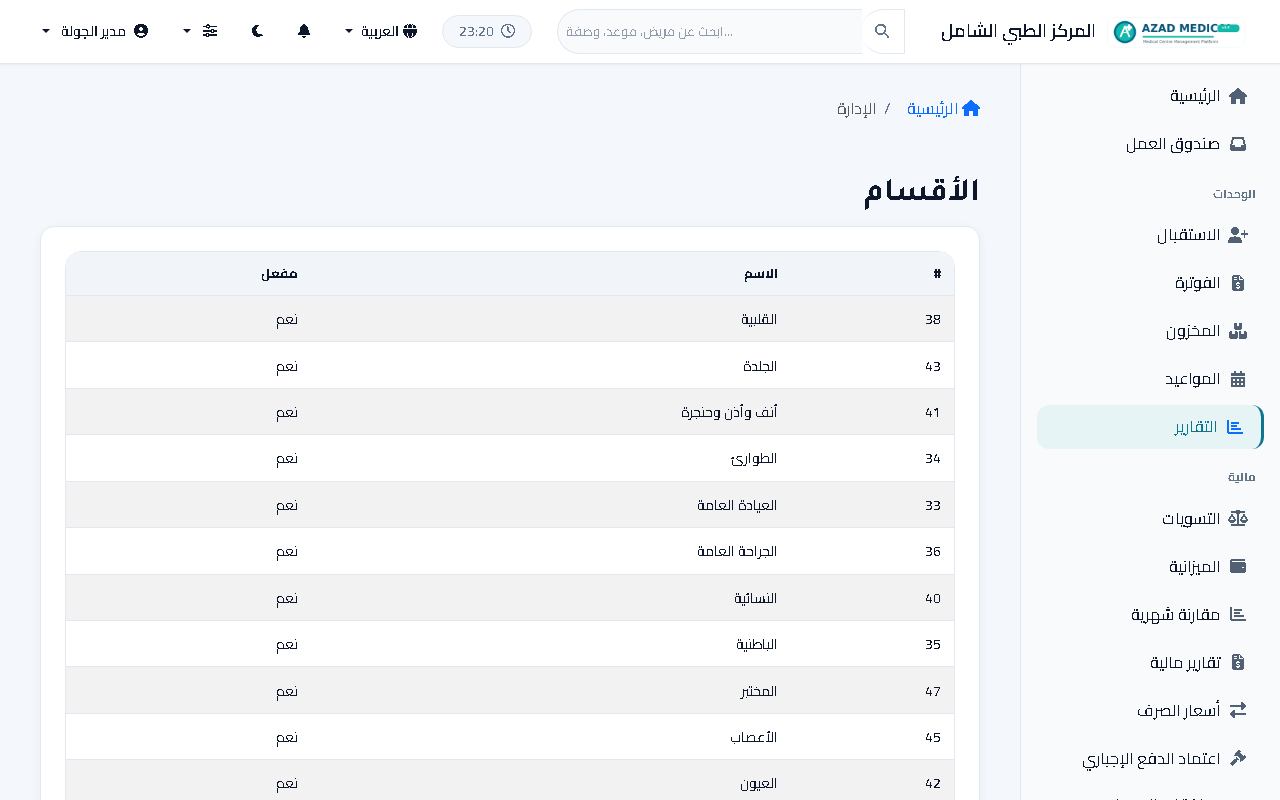 AZAD MEDIC
Medical Centre Management Platform
المركز الطبي الشامل
ابحث عن مريض، موعد، وصفة...
23:20
العربية
مدير الجولة
الرئيسية
صندوق العمل
الوحدات
الاستقبال
الفوترة
المخزون
المواعيد
التقارير
مالية
التسويات
الميزانية
مقارنة شهرية
تقارير مالية
أسعار الصرف
اعتماد الدفع الإجباري
الرئيسية / الإدارة
الأقسام
# الاسم مفعل
38 القلبية نعم
43 الجلدة نعم
41 أنف وأذن وحنجرة نعم
34 الطوارئ نعم
33 العيادة العامة نعم
36 الجراحة العامة نعم
40 النسائية نعم
35 الباطنية نعم
47 المختبر نعم
45 الأعصاب نعم
42 العيون نعم